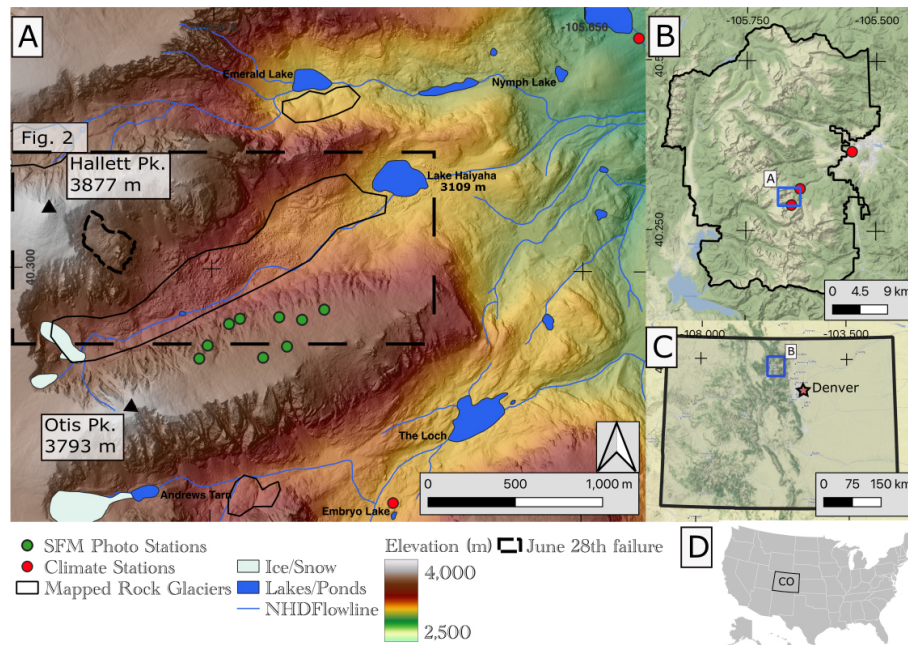 A
-105.850
Emerald Lake
Nymph Lake
Fig. 2
Hallett Pk.
3877 m
Lake Haiyaha
3109 m
40.300
Otis Pk.
3793 m
The Loch
Andrews Tarn
Embryo Lake
0 500 1,000 m
B
-105.750 -105.500
A
40.250
0 4.5 9 km
C
-108.000 -103.500
B
Denver
0 75 150 km
D
CO
SFM Photo Stations
Climate Stations
Mapped Rock Glaciers
Ice/Snow
Lakes/Ponds
NHDFlowline
Elevation (m)
4,000
2,500
June 28th failure